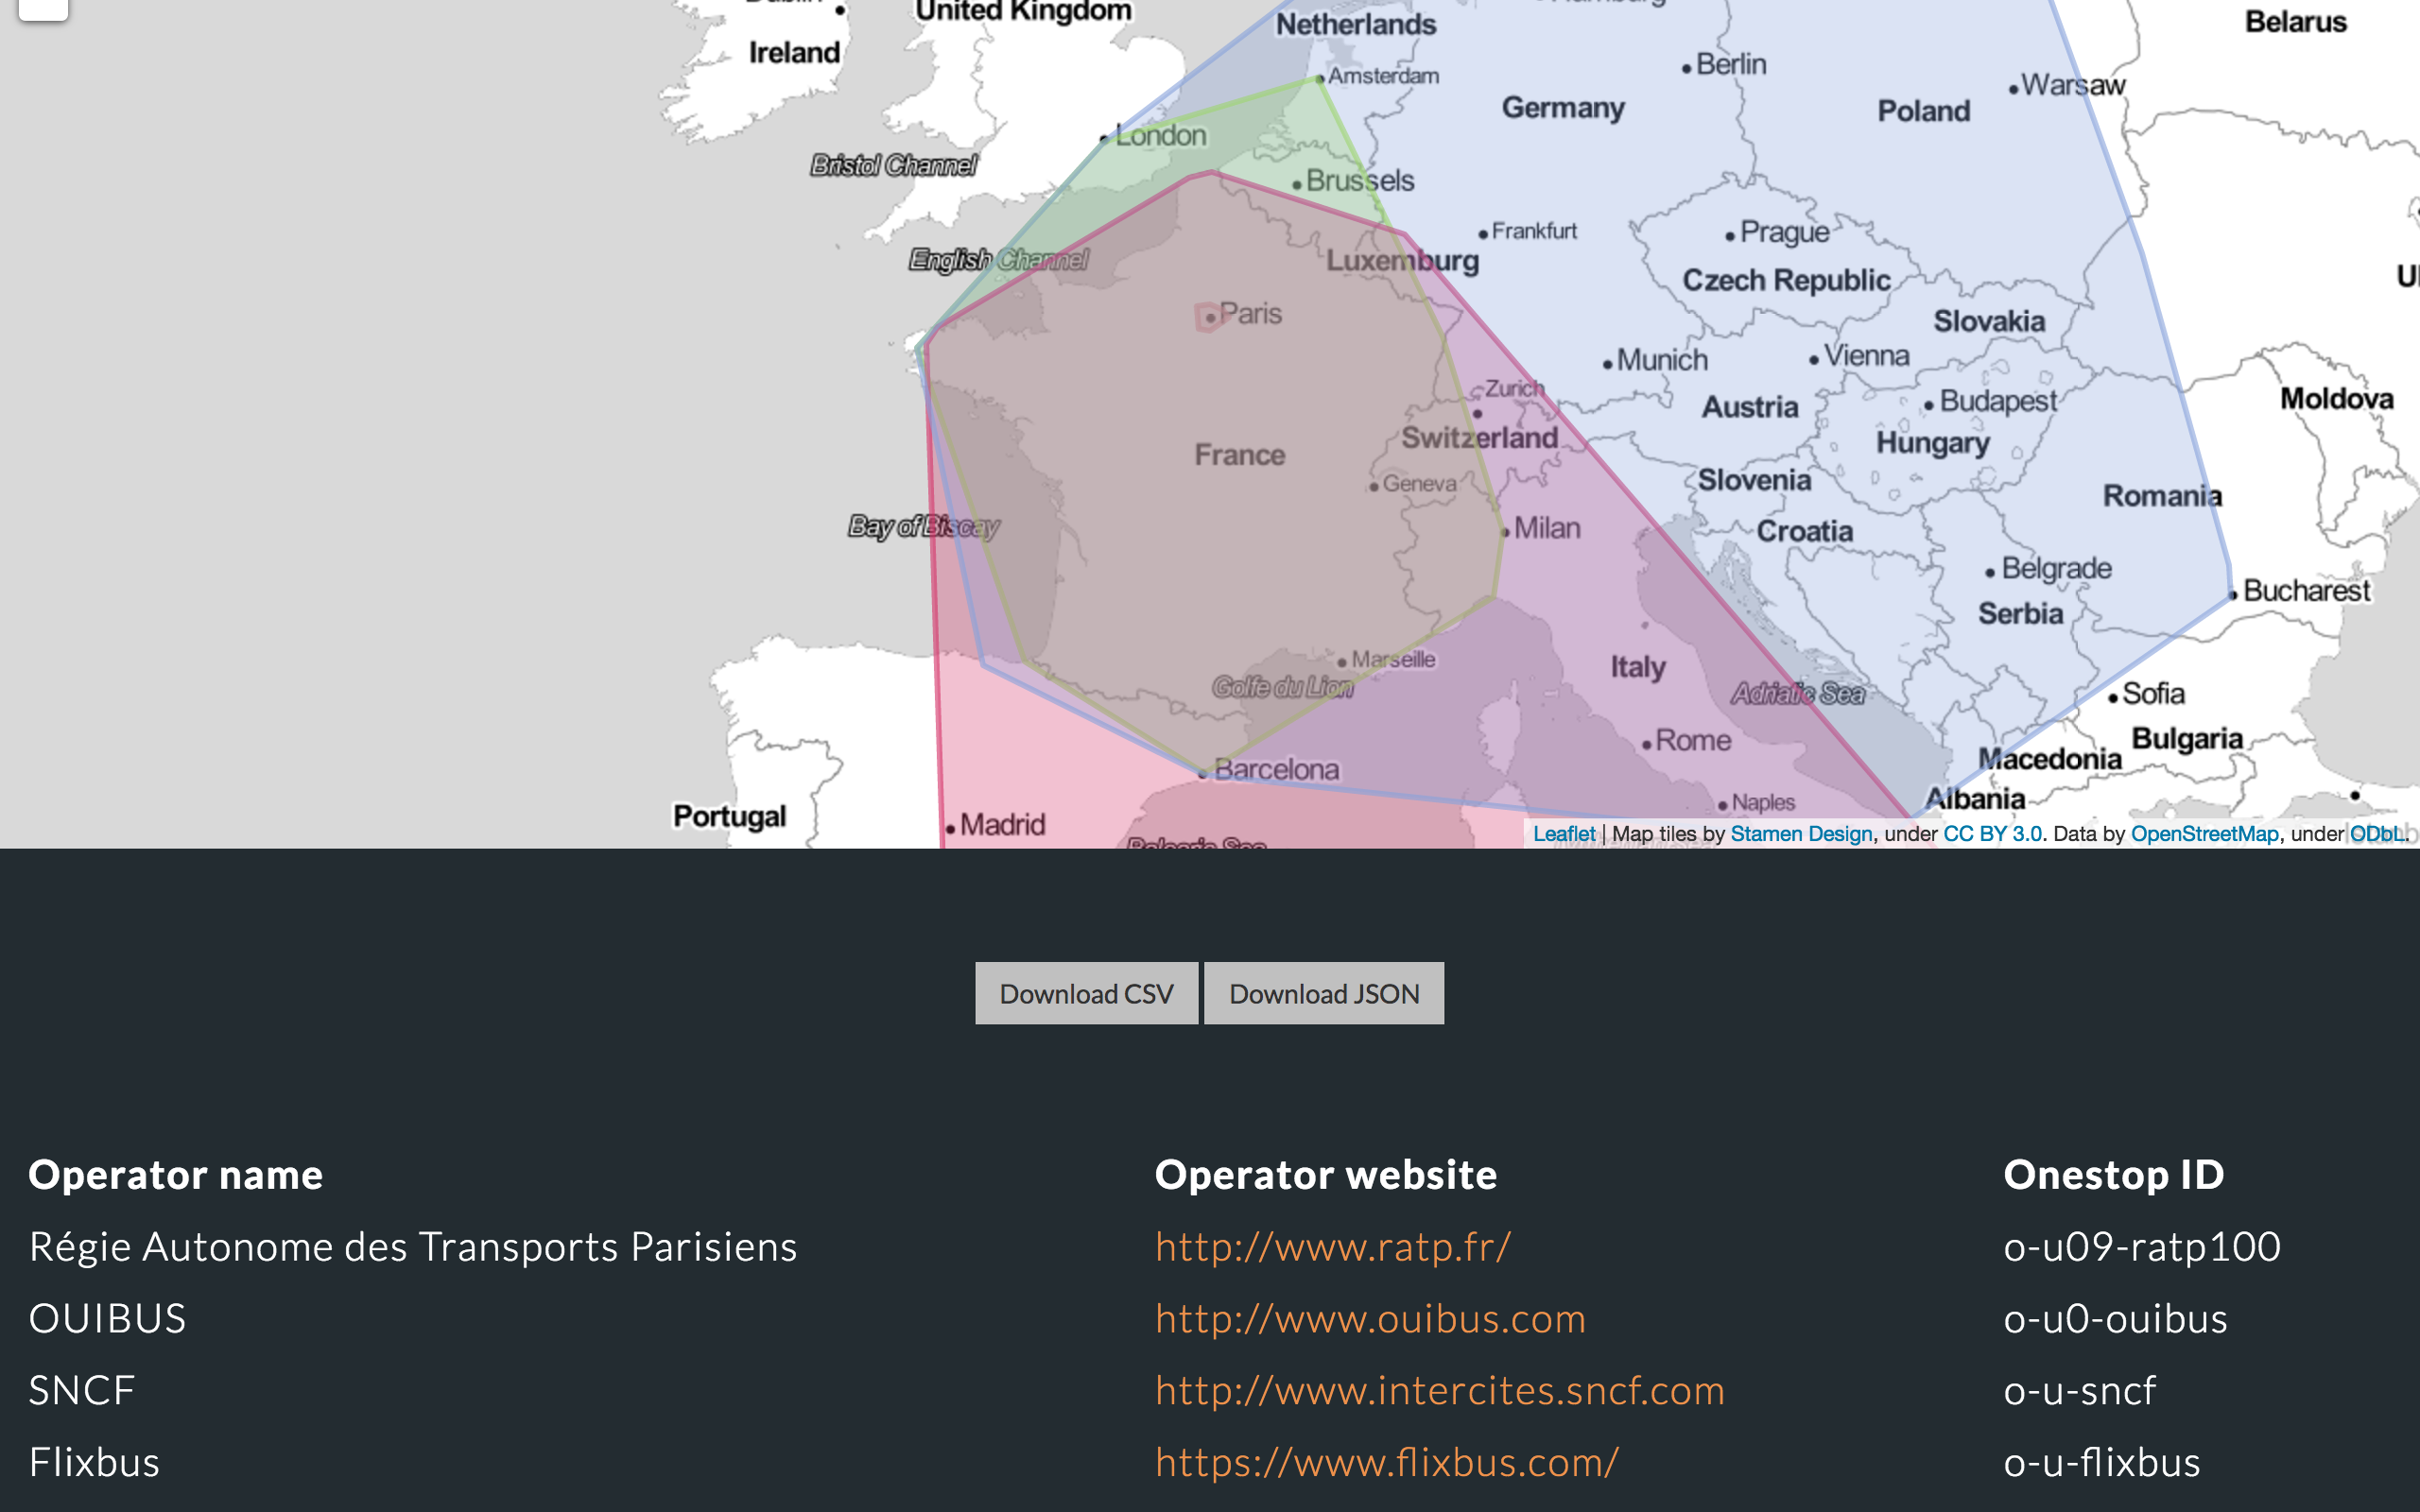 United Kingdom
Netherlands
Belarus
Ireland
Amsterdam
Berlin
Warsaw
Germany
Poland
London
Bristol Channel
Brussels
Frankfurt
Prague
English Channel
Luxemburg
Czech Republic
Paris
Slovakia
Munich
Vienna
Zurich
Moldova
Austria
Budapest
Switzerland
Hungary
France
Geneva
Slovenia
Romania
Bay of Biscay
Milan
Croatia
Belgrade
Bucharest
Serbia
Marseille
Italy
Golfe du Lion
Adriatic Sea
Sofia
Rome
Bulgaria
Macedonia
Barcelona
Albania
Naples
Portugal
Madrid
Balearic Sea
Leaflet | Map tiles by Stamen Design, under CC BY 3.0. Data by OpenStreetMap, under ODbL.
Download CSV
Download JSON
Operator name Operator website Onestop ID
Régie Autonome des Transports Parisiens http://www.ratp.fr/ o-u09-ratp100
OUIBUS http://www.ouibus.com o-u0-ouibus
SNCF http://www.intercites.sncf.com o-u-sncf
Flixbus https://www.flixbus.com/ o-u-flixbus